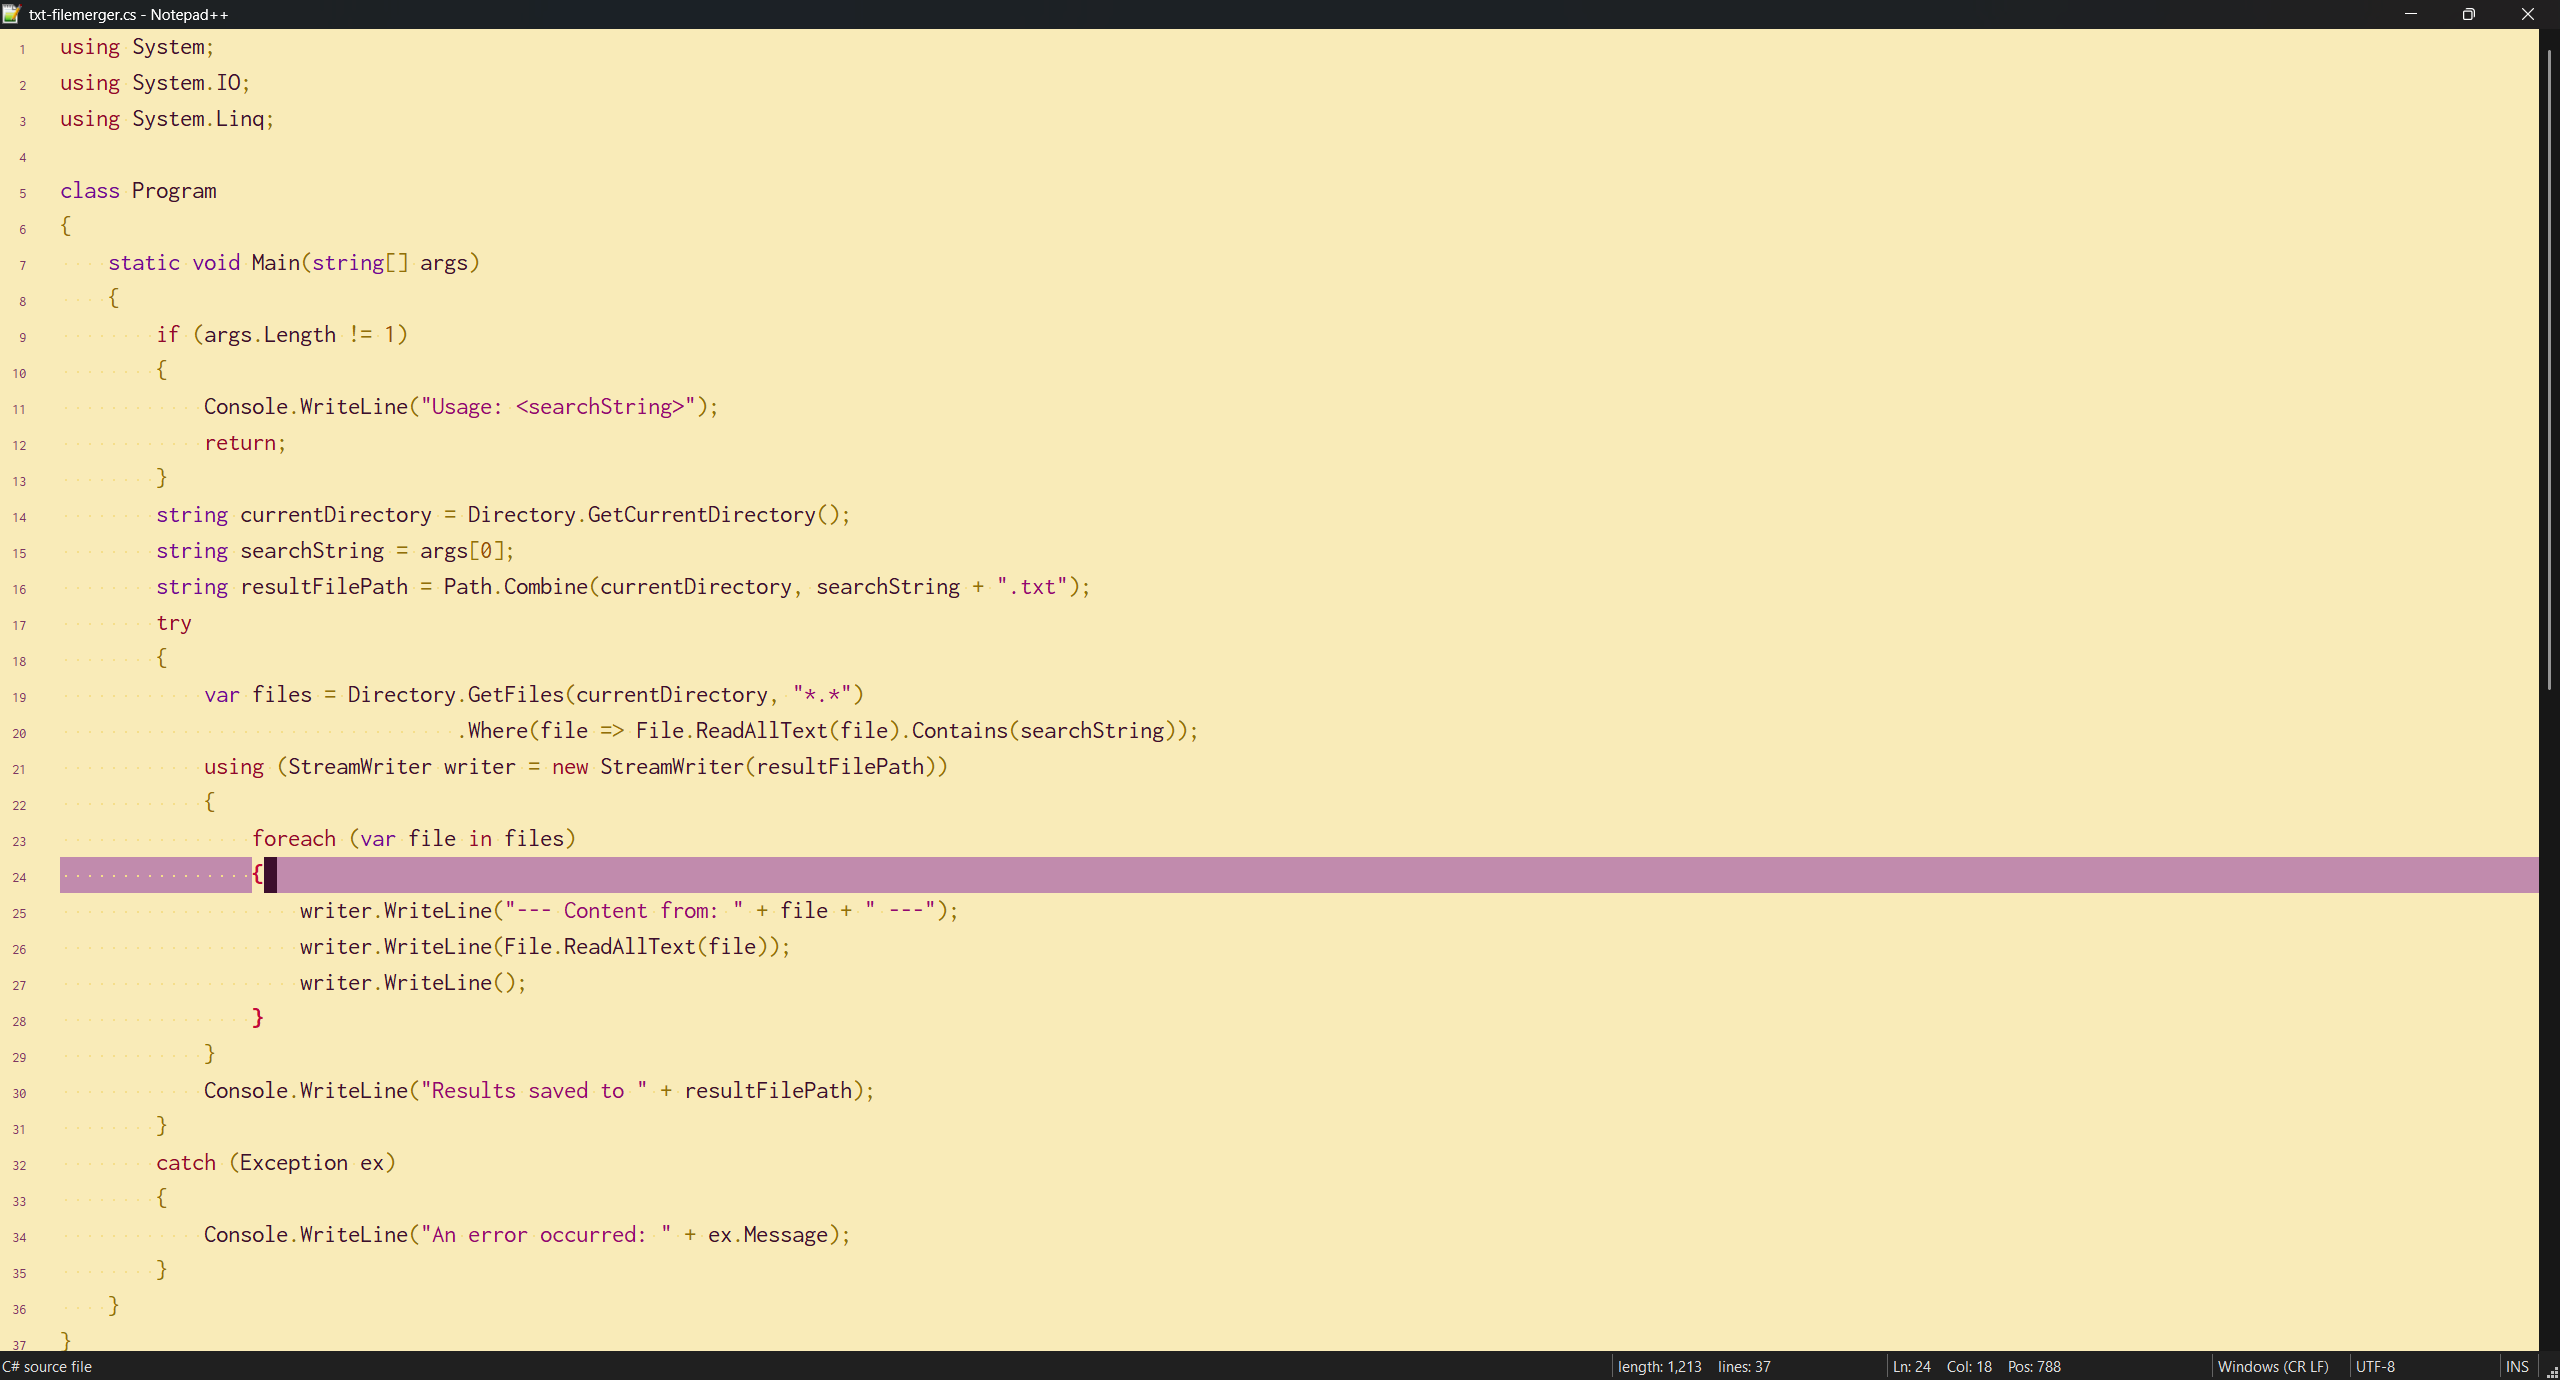 txt-filemerger.cs - Notepad++
1 using System;
2 using System.IO;
3 using System.Linq;
4
5 class Program
6 {
7     static void Main(string[] args)
8     {
9         if (args.Length != 1)
10         {
11             Console.WriteLine("Usage: <searchString>");
12             return;
13         }
14         string currentDirectory = Directory.GetCurrentDirectory();
15         string searchString = args[0];
16         string resultFilePath = Path.Combine(currentDirectory, searchString + ".txt");
17         try
18         {
19             var files = Directory.GetFiles(currentDirectory, "*.*")
20                                  .Where(file => File.ReadAllText(file).Contains(searchString));
21             using (StreamWriter writer = new StreamWriter(resultFilePath))
22             {
23                 foreach (var file in files)
24                 {
25                     writer.WriteLine("--- Content from: " + file + " ---");
26                     writer.WriteLine(File.ReadAllText(file));
27                     writer.WriteLine();
28                 }
29             }
30             Console.WriteLine("Results saved to " + resultFilePath);
31         }
32         catch (Exception ex)
33         {
34             Console.WriteLine("An error occurred: " + ex.Message);
35         }
36     }
37 }
C# source file length: 1,213 lines: 37 Ln: 24 Col: 18 Pos: 788 Windows (CR LF) UTF-8 INS